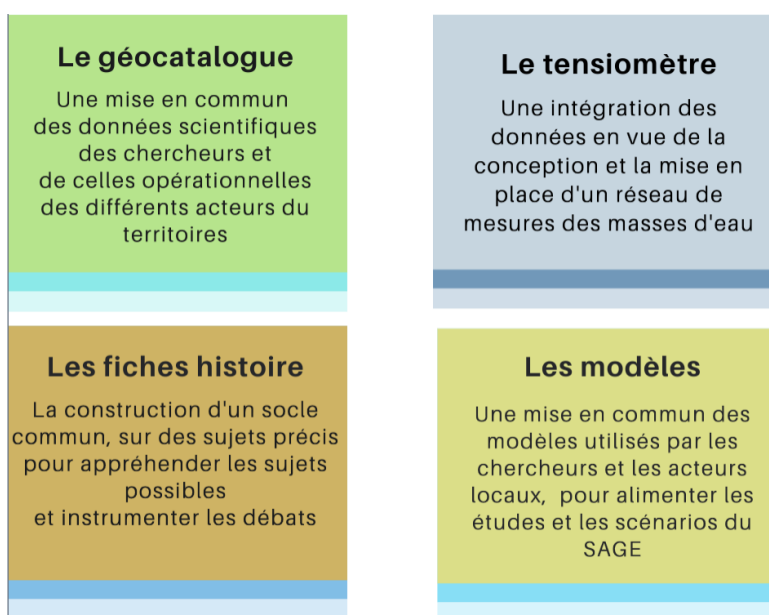 Le géocatalogue
Une mise en commun
des données scientifiques
des chercheurs et
de celles opérationnelles
des différents acteurs du
territoires
Le tensiomètre
Une intégration des
données en vue de la
conception et la mise en
place d'un réseau de
mesures des masses d'eau
Les fiches histoire
La construction d'un socle
commun, sur des sujets précis
pour appréhender les sujets
possibles
et instrumenter les débats
Les modèles
Une mise en commun des
modèles utilisés par les
chercheurs et les acteurs
locaux, pour alimenter les
études et les scénarios du
SAGE